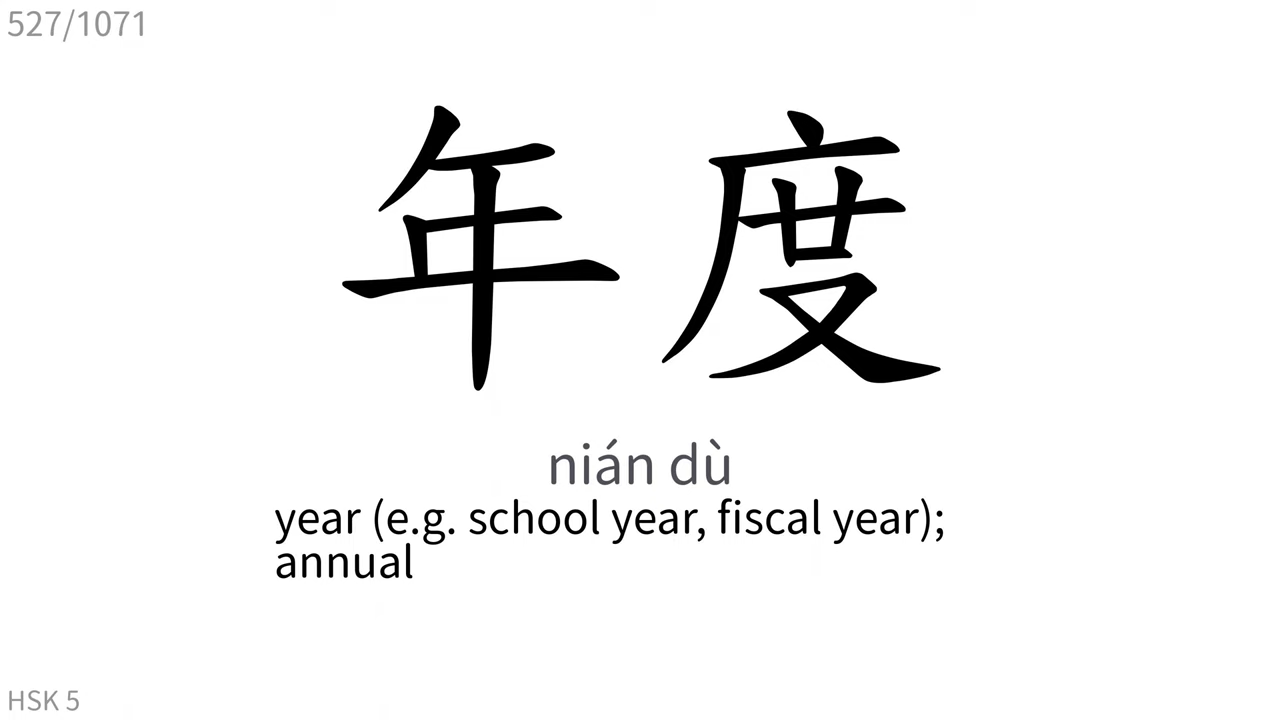 527/1071
年度
nián dù
year (e.g. school year, fiscal year);
annual
HSK 5